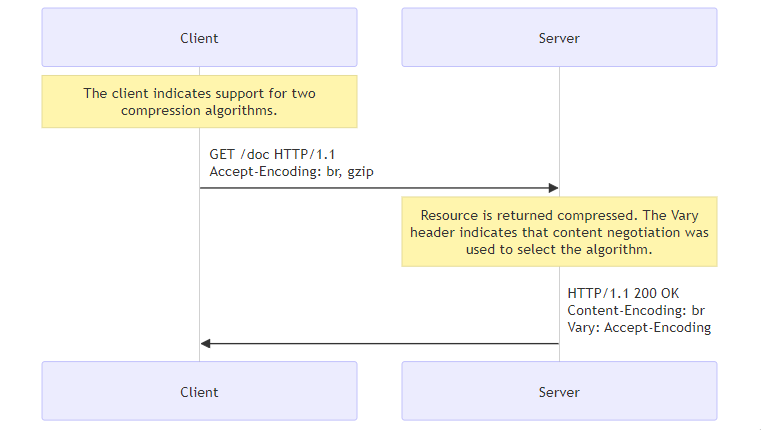 Client
Server
The client indicates support for two
compression algorithms.
GET /doc HTTP/1.1
Accept-Encoding: br, gzip
Resource is returned compressed. The Vary
header indicates that content negotiation was
used to select the algorithm.
HTTP/1.1 200 OK
Content-Encoding: br
Vary: Accept-Encoding
Client
Server